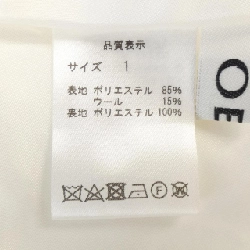 品質表示
サイズ 1
表地 ポリエステル 85%
ウール 15%
裏地 ポリエステル 100%
OE